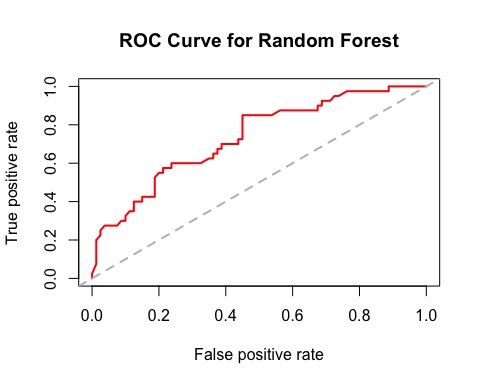 ROC Curve for Random Forest
True positive rate
1.0
0.8
0.6
0.4
0.2
0.0
0.0 0.2 0.4 0.6 0.8 1.0
False positive rate